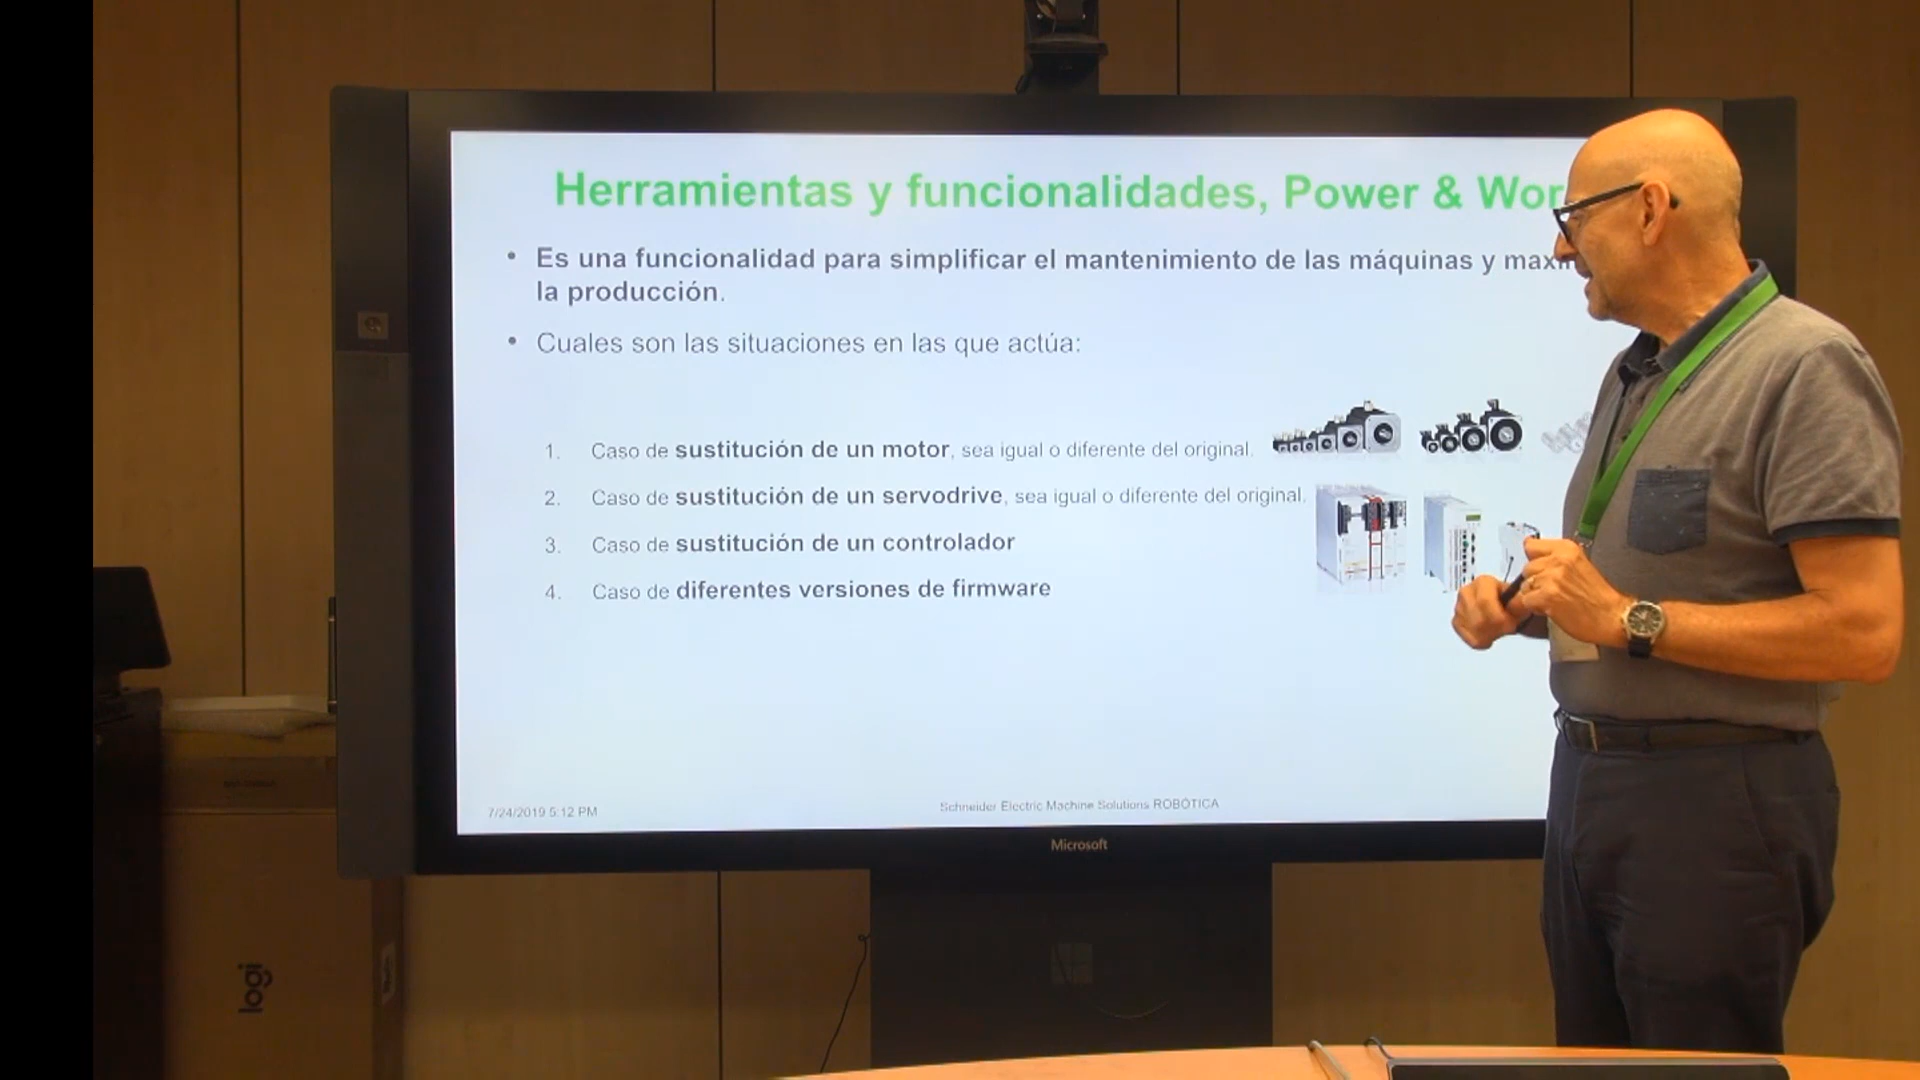 Herramientas y funcionalidades, Power & Wor
• Es una funcionalidad para simplificar el mantenimiento de las máquinas y maxi
la producción.
• Cuales son las situaciones en las que actúa:
1. Caso de sustitución de un motor, sea igual o diferente del original.
2. Caso de sustitución de un servodrive, sea igual o diferente del original.
3. Caso de sustitución de un controlador
4. Caso de diferentes versiones de firmware
7/24/2019 5:12 PM
Schneider Electric Machine Solutions ROBÓTICA
Microsoft
logi